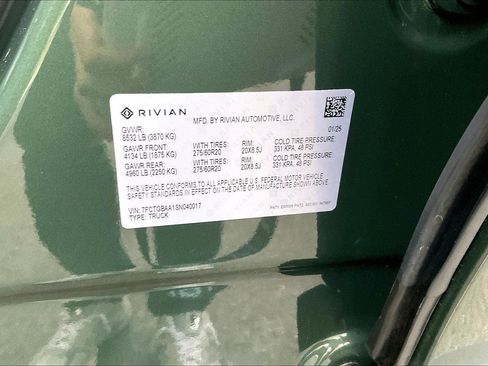 RIVIAN
MFD. BY RIVIAN AUTOMOTIVE, LLC.
01/25
GVWR:
8532 LB (3870 KG)
GAWR FRONT: WITH TIRES: RIM: COLD TIRE PRESSURE:
4134 LB (1875 KG) 275/60R20 20X8.5J 331 KPA, 48 PSI
GAWR REAR: WITH TIRES: RIM: COLD TIRE PRESSURE:
4960 LB (2250 KG) 275/60R20 20X8.5J 331 KPA, 48 PSI
THIS VEHICLE CONFORMS TO ALL APPLICABLE U.S. FEDERAL MOTOR VEHICLE
SAFETY STANDARDS IN EFFECT ON THE DATE OF MANUFACTURE SHOWN ABOVE.
VIN: 7FCTGBAA1SN040017
TYPE: TRUCK